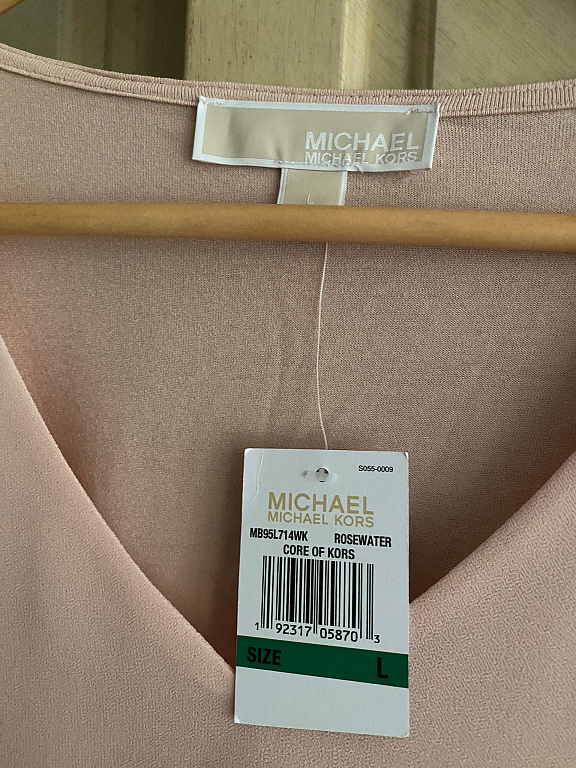 MICHAEL
MICHAEL KORS
L
S055-0009
MICHAEL
MICHAEL KORS
MB95L714WK ROSEWATER
CORE OF KORS
1 92317 05870 3
SIZE L